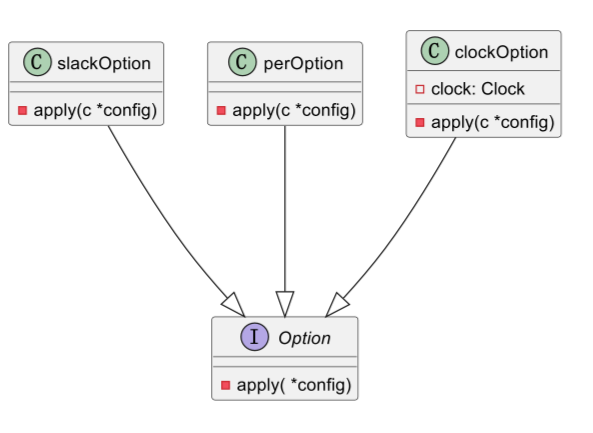 C slackOption
apply(c *config)
C perOption
apply(c *config)
C clockOption
clock: Clock
apply(c *config)
I Option
apply( *config)